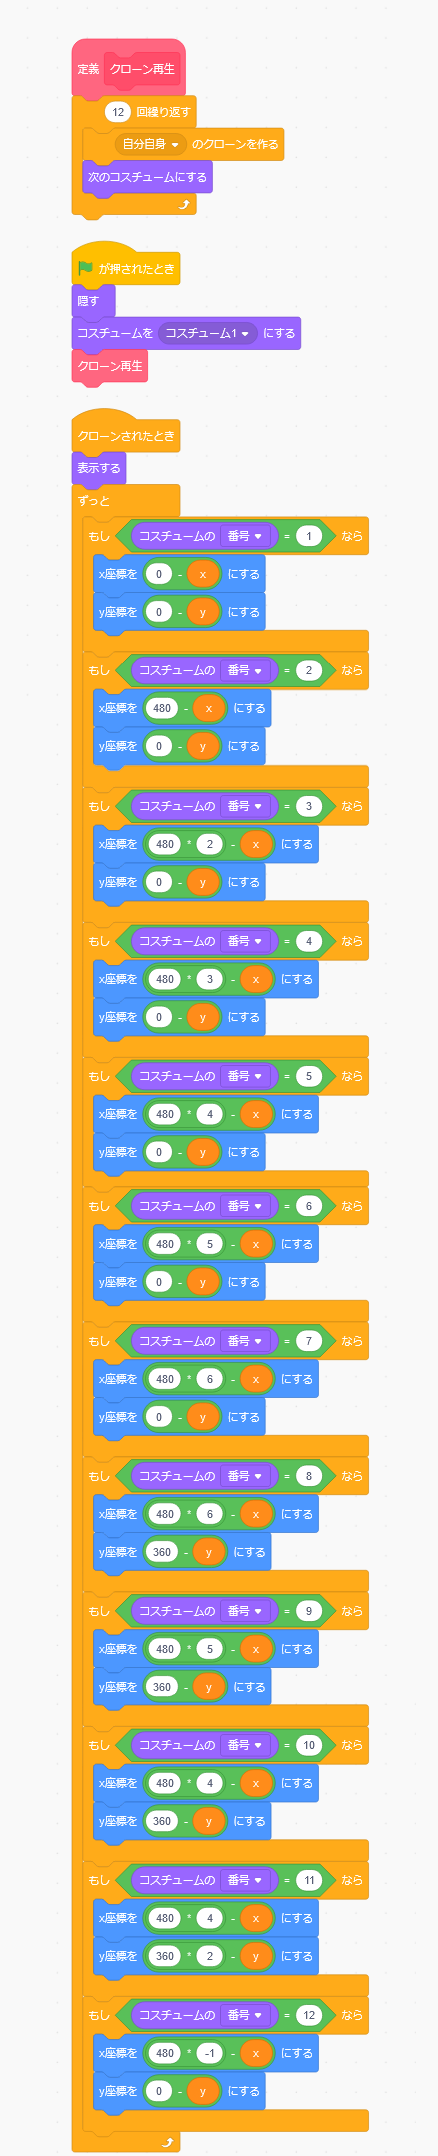 定義 クローン再生
12 回繰り返す
自分自身 のクローンを作る
次のコスチュームにする
が押されたとき
隠す
コスチュームを コスチューム1 にする
クローン再生
クローンされたとき
表示する
ずっと
もし コスチュームの 番号 = 1 なら
x座標を 0 - x にする
y座標を 0 - y にする
もし コスチュームの 番号 = 2 なら
x座標を 480 - x にする
y座標を 0 - y にする
もし コスチュームの 番号 = 3 なら
x座標を 480 * 2 - x にする
y座標を 0 - y にする
もし コスチュームの 番号 = 4 なら
x座標を 480 * 3 - x にする
y座標を 0 - y にする
もし コスチュームの 番号 = 5 なら
x座標を 480 * 4 - x にする
y座標を 0 - y にする
もし コスチュームの 番号 = 6 なら
x座標を 480 * 5 - x にする
y座標を 0 - y にする
もし コスチュームの 番号 = 7 なら
x座標を 480 * 6 - x にする
y座標を 0 - y にする
もし コスチュームの 番号 = 8 なら
x座標を 480 * 6 - x にする
y座標を 360 - y にする
もし コスチュームの 番号 = 9 なら
x座標を 480 * 5 - x にする
y座標を 360 - y にする
もし コスチュームの 番号 = 10 なら
x座標を 480 * 4 - x にする
y座標を 360 - y にする
もし コスチュームの 番号 = 11 なら
x座標を 480 * 4 - x にする
y座標を 360 * 2 - y にする
もし コスチュームの 番号 = 12 なら
x座標を 480 * -1 - x にする
y座標を 0 - y にする